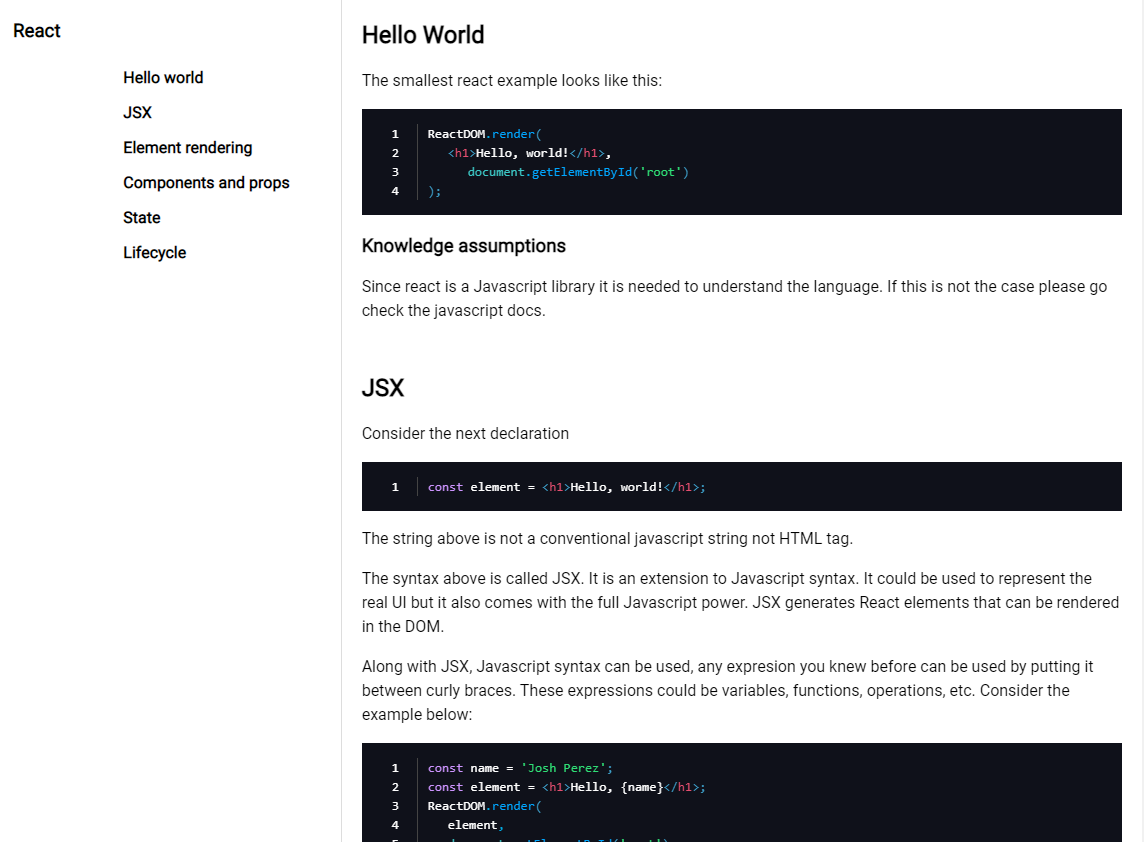 React
Hello world
JSX
Element rendering
Components and props
State
Lifecycle
Hello World
The smallest react example looks like this:
1 ReactDOM.render(
2 <h1>Hello, world!</h1>,
3 document.getElementById('root')
4 );
Knowledge assumptions
Since react is a Javascript library it is needed to understand the language. If this is not the case please go
check the javascript docs.
JSX
Consider the next declaration
1 const element = <h1>Hello, world!</h1>;
The string above is not a conventional javascript string not HTML tag.
The syntax above is called JSX. It is an extension to Javascript syntax. It could be used to represent the
real UI but it also comes with the full Javascript power. JSX generates React elements that can be rendered
in the DOM.
Along with JSX, Javascript syntax can be used, any expresion you knew before can be used by putting it
between curly braces. These expressions could be variables, functions, operations, etc. Consider the
example below:
1 const name = 'Josh Perez';
2 const element = <h1>Hello, {name}</h1>;
3 ReactDOM.render(
4 element,